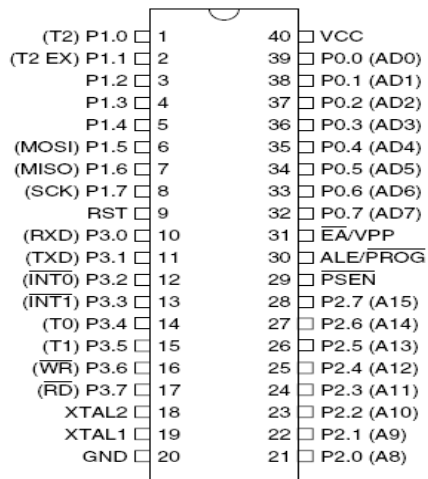 (T2) P1.0 1 40 VCC
(T2 EX) P1.1 2 39 P0.0 (AD0)
P1.2 3 38 P0.1 (AD1)
P1.3 4 37 P0.2 (AD2)
P1.4 5 36 P0.3 (AD3)
(MOSI) P1.5 6 35 P0.4 (AD4)
(MISO) P1.6 7 34 P0.5 (AD5)
(SCK) P1.7 8 33 P0.6 (AD6)
RST 9 32 P0.7 (AD7)
(RXD) P3.0 10 31 E̅A̅/VPP
(TXD) P3.1 11 30 ALE/P̅R̅O̅G̅
(I̅N̅T̅0̅) P3.2 12 29 P̅S̅E̅N̅
(I̅N̅T̅1̅) P3.3 13 28 P2.7 (A15)
(T0) P3.4 14 27 P2.6 (A14)
(T1) P3.5 15 26 P2.5 (A13)
(W̅R̅) P3.6 16 25 P2.4 (A12)
(R̅D̅) P3.7 17 24 P2.3 (A11)
XTAL2 18 23 P2.2 (A10)
XTAL1 19 22 P2.1 (A9)
GND 20 21 P2.0 (A8)